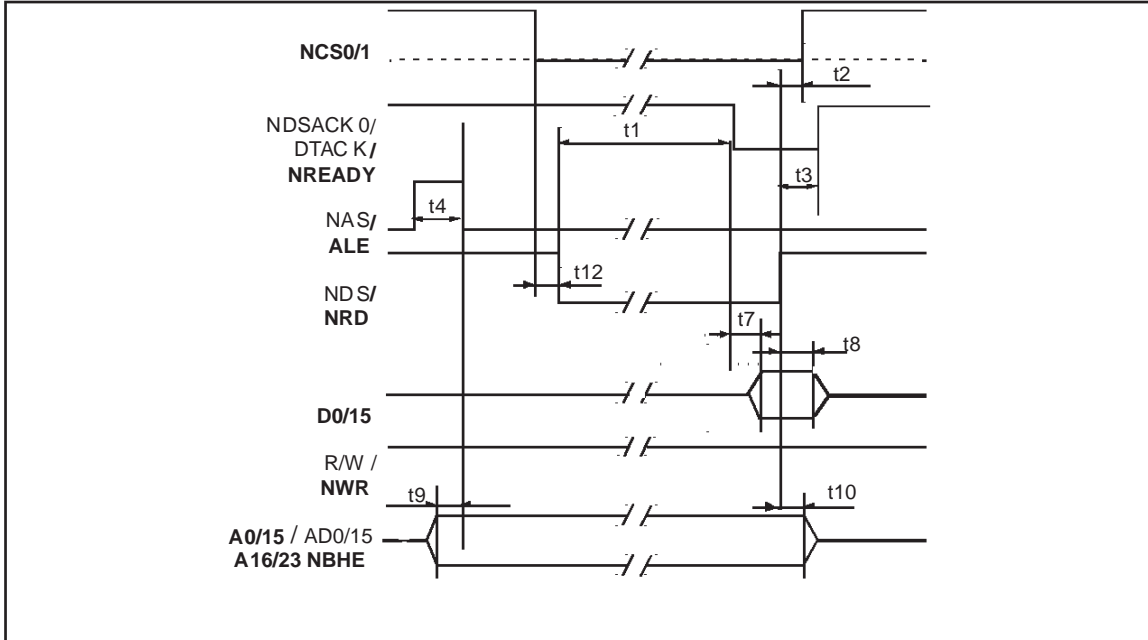 NCS0/1
t2
NDSACK 0/
DTAC K/
NREADY
t1
t3
t4
NAS/
ALE
t12
NDS/
NRD
t7
t8
D0/15
R/W /
NWR
t9
t10
A0/15 / AD0/15
A16/23 NBHE